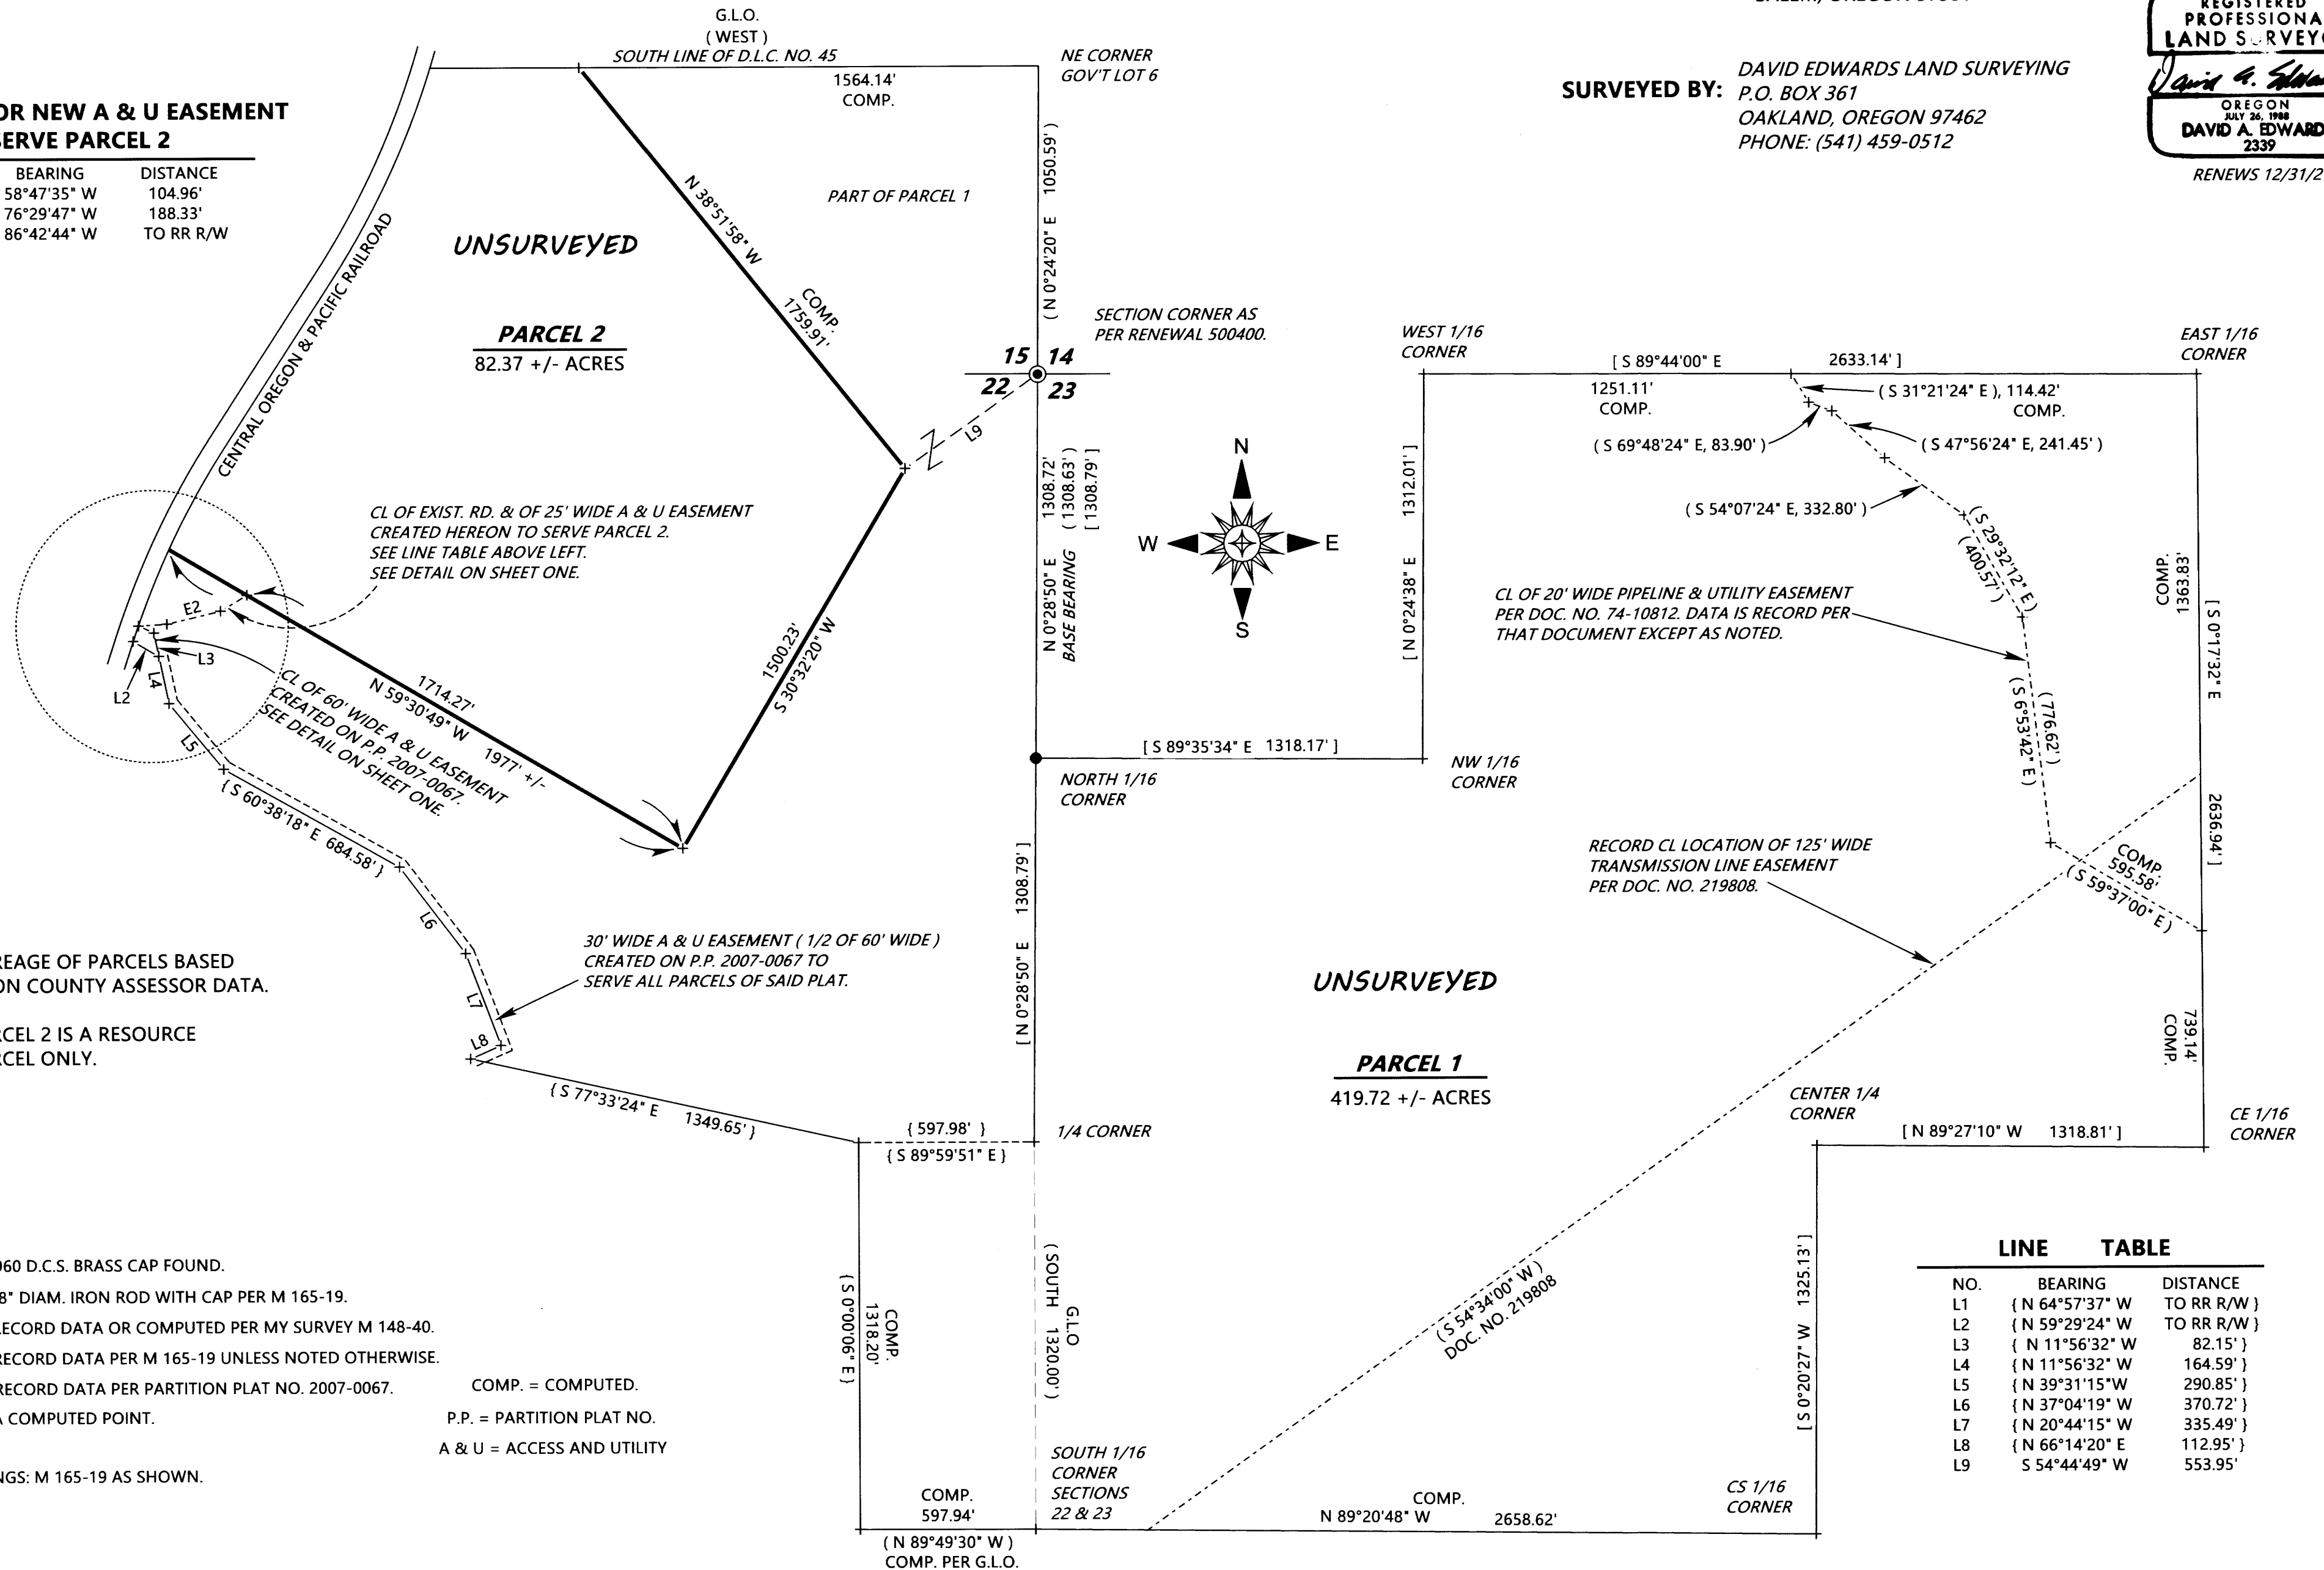 G.L.O.
( WEST )
SOUTH LINE OF D.L.C. NO. 45
1564.14'
COMP.
NE CORNER
GOV'T LOT 6
SURVEYED BY:
DAVID EDWARDS LAND SURVEYING
P.O. BOX 361
OAKLAND, OREGON 97462
PHONE: (541) 459-0512
LAND SURVEY
OREGON
JULY 26, 1988
DAVID A. EDWARD
2339
RENEWS 12/31/2
OR NEW A & U EASEMENT
SERVE PARCEL 2
BEARING DISTANCE
58°47'35" W 104.96'
76°29'47" W 188.33'
86°42'44" W TO RR R/W
CENTRAL OREGON & PACIFIC RAILROAD
UNSURVEYED
PARCEL 2
82.37 +/- ACRES
N 38°51'58" W
COMP.
1759.91'
PART OF PARCEL 1
( N 0°24'20" E 1050.59' )
SECTION CORNER AS
PER RENEWAL 500400.
15 14
22 23
L9
CL OF EXIST. RD. & OF 25' WIDE A & U EASEMENT
CREATED HEREON TO SERVE PARCEL 2.
SEE LINE TABLE ABOVE LEFT.
SEE DETAIL ON SHEET ONE.
E2
L3
L2
L4
L5
1714.27'
N 59°30'49" W 1977' +/-
1500.23'
S 30°32'20" W
CL OF 60' WIDE A & U EASEMENT
CREATED ON P.P. 2007-0067.
SEE DETAIL ON SHEET ONE.
{ S 60°38'18" E 684.58' }
L6
L7
L8
30' WIDE A & U EASEMENT ( 1/2 OF 60' WIDE )
CREATED ON P.P. 2007-0067 TO
SERVE ALL PARCELS OF SAID PLAT.
{ S 77°33'24" E 1349.65' }
N 0°28'50" E 1308.72'
BASE BEARING ( 1308.63' )
[ 1308.79' ]
N
W E
S
WEST 1/16
CORNER
[ S 89°44'00" E 2633.14' ]
EAST 1/16
CORNER
1251.11'
COMP.
( S 31°21'24" E ), 114.42'
COMP.
( S 69°48'24" E, 83.90' )
( S 47°56'24" E, 241.45' )
( S 54°07'24" E, 332.80' )
( S 29°32'12" E )
( 400.57' )
[ N 0°24'38" E 1312.01' ]
CL OF 20' WIDE PIPELINE & UTILITY EASEMENT
PER DOC. NO. 74-10812. DATA IS RECORD PER
THAT DOCUMENT EXCEPT AS NOTED.
COMP.
1363.83'
[ S 0°17'32" E 2636.94' ]
( 776.62' )
( S 6°53'42" E )
[ S 89°35'34" E 1318.17' ]
NORTH 1/16
CORNER
NW 1/16
CORNER
RECORD CL LOCATION OF 125' WIDE
TRANSMISSION LINE EASEMENT
PER DOC. NO. 219808.
COMP.
595.58'
( S 59°37'00" E )
[ N 0°28'50" E 1308.79' ]
UNSURVEYED
PARCEL 1
419.72 +/- ACRES
739.14'
COMP.
CENTER 1/4
CORNER
[ N 89°27'10" W 1318.81' ]
CE 1/16
CORNER
{ 597.98' }
{ S 89°59'51" E }
1/4 CORNER
REAGE OF PARCELS BASED
ON COUNTY ASSESSOR DATA.
RCEL 2 IS A RESOURCE
RCEL ONLY.
COMP.
1318.20'
{ S 0°00'06" E }
G.L.O
( SOUTH 1320.00' )
( S 54°34'00" W )
DOC. NO. 219808
[ S 0°20'27" W 1325.13' ]
SOUTH 1/16
CORNER
SECTIONS
22 & 23
COMP.
597.94'
( N 89°49'30" W )
COMP. PER G.L.O.
COMP.
N 89°20'48" W 2658.62'
CS 1/16
CORNER
960 D.C.S. BRASS CAP FOUND.
8" DIAM. IRON ROD WITH CAP PER M 165-19.
RECORD DATA OR COMPUTED PER MY SURVEY M 148-40.
RECORD DATA PER M 165-19 UNLESS NOTED OTHERWISE.
RECORD DATA PER PARTITION PLAT NO. 2007-0067.
A COMPUTED POINT.
NGS: M 165-19 AS SHOWN.
COMP. = COMPUTED.
P.P. = PARTITION PLAT NO.
A & U = ACCESS AND UTILITY
LINE TABLE
NO. BEARING DISTANCE
L1 { N 64°57'37" W TO RR R/W }
L2 { N 59°29'24" W TO RR R/W }
L3 { N 11°56'32" W 82.15' }
L4 { N 11°56'32" W 164.59' }
L5 { N 39°31'15"W 290.85' }
L6 { N 37°04'19" W 370.72' }
L7 { N 20°44'15" W 335.49' }
L8 { N 66°14'20" E 112.95' }
L9 S 54°44'49" W 553.95'